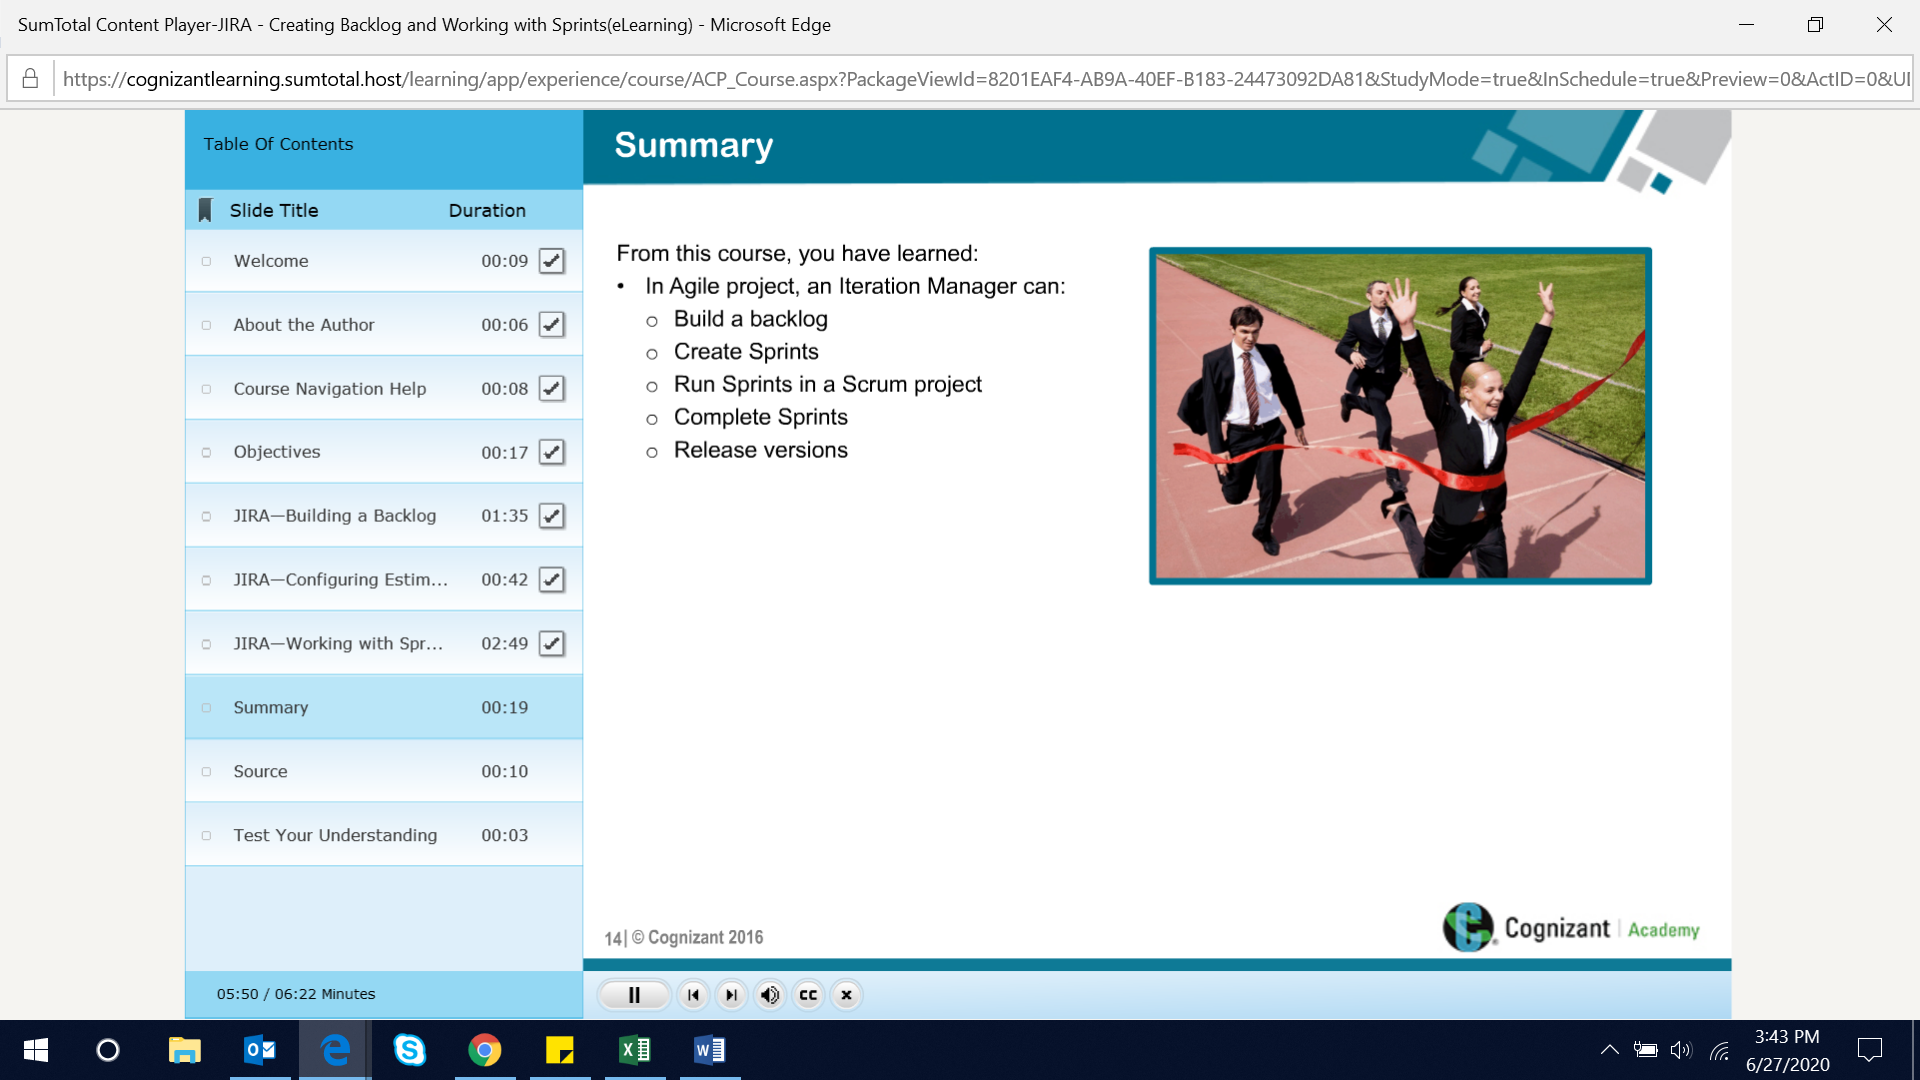 SumTotal Content Player-JIRA - Creating Backlog and Working with Sprints(eLearning) - Microsoft Edge
https://cognizantlearning.sumtotal.host/learning/app/experience/course/ACP_Course.aspx?PackageViewId=8201EAF4-AB9A-40EF-B183-24473092DA81&StudyMode=true&InSchedule=true&Preview=0&ActID=0&UI
Table Of Contents
Slide Title Duration
Welcome 00:09
About the Author 00:06
Course Navigation Help 00:08
Objectives 00:17
JIRA—Building a Backlog 01:35
JIRA—Configuring Estim... 00:42
JIRA—Working with Spr... 02:49
Summary 00:19
Source 00:10
Test Your Understanding 00:03
05:50 / 06:22 Minutes
Summary
From this course, you have learned:
• In Agile project, an Iteration Manager can:
o Build a backlog
o Create Sprints
o Run Sprints in a Scrum project
o Complete Sprints
o Release versions
14| © Cognizant 2016
Cognizant | Academy
CC
3:43 PM
6/27/2020